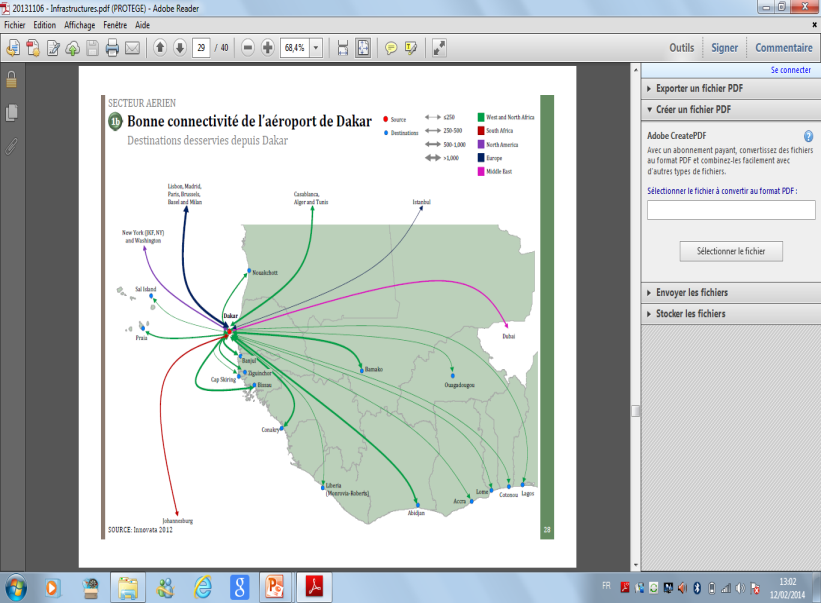 20131106 - Infrastructures.pdf (PROTEGE) - Adobe Reader
Fichier Edition Affichage Fenêtre Aide
29 / 40 68,4% Outils Signer Commentaire
Se connecter
Exporter un fichier PDF
Créer un fichier PDF
Adobe CreatePDF
Avec un abonnement payant, convertissez des fichiers
au format PDF et combinez-les facilement avec
d'autres types de fichiers.
Sélectionner le fichier à convertir au format PDF :
Sélectionner le fichier
Envoyer les fichiers
Stocker les fichiers
SECTEUR AERIEN
1b Bonne connectivité de l'aéroport de Dakar
Destinations desservies depuis Dakar
Source
Destinations
≤250
250-500
500-1,000
>1,000
West and North Africa
South Africa
North America
Europe
Middle East
Lisbon, Madrid,
Paris, Brussels,
Basel and Milan
Casablanca,
Alger and Tunis
Istanbul
New York (JKF, NY)
and Washington
Nouakchott
Sal Island
Dakar
Praia
Dubai
Banjul
Ziguinchor
Cap Skiring
Bissau
Bamako
Ouagadougou
Conakry
Liberia
(Monrovia-Roberts)
Abidjan
Accra
Lome
Cotonou
Lagos
Johannesburg
SOURCE: Innovata 2012
28
FR
13:02
12/02/2014